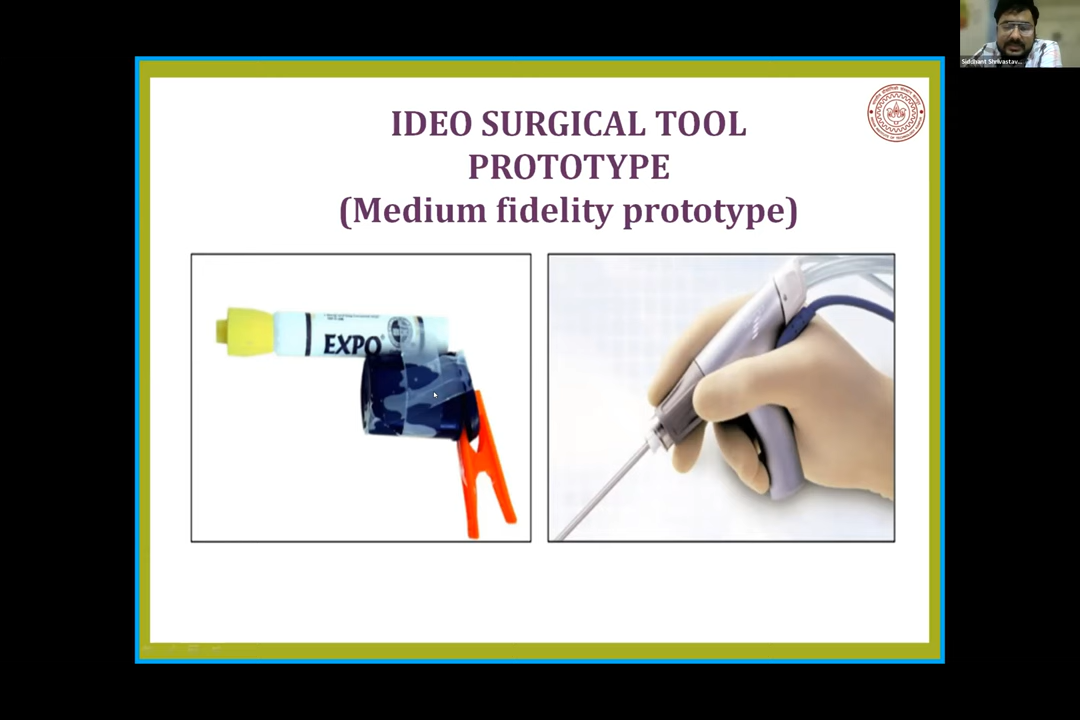 IDEO SURGICAL TOOL
PROTOTYPE
(Medium fidelity prototype)
EXPO
Siddhant Shrivastav...